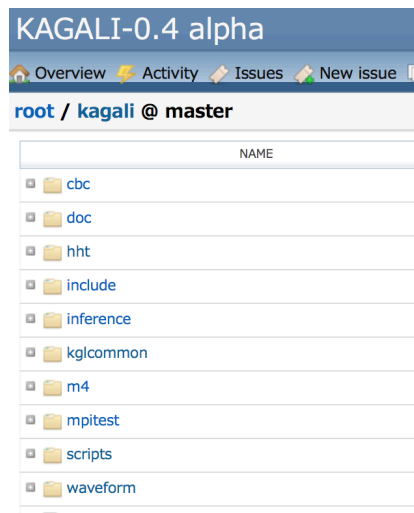 KAGALI-0.4 alpha
Overview Activity Issues New issue
root / kagali @ master
NAME
cbc
doc
hht
include
inference
kglcommon
m4
mpitest
scripts
waveform